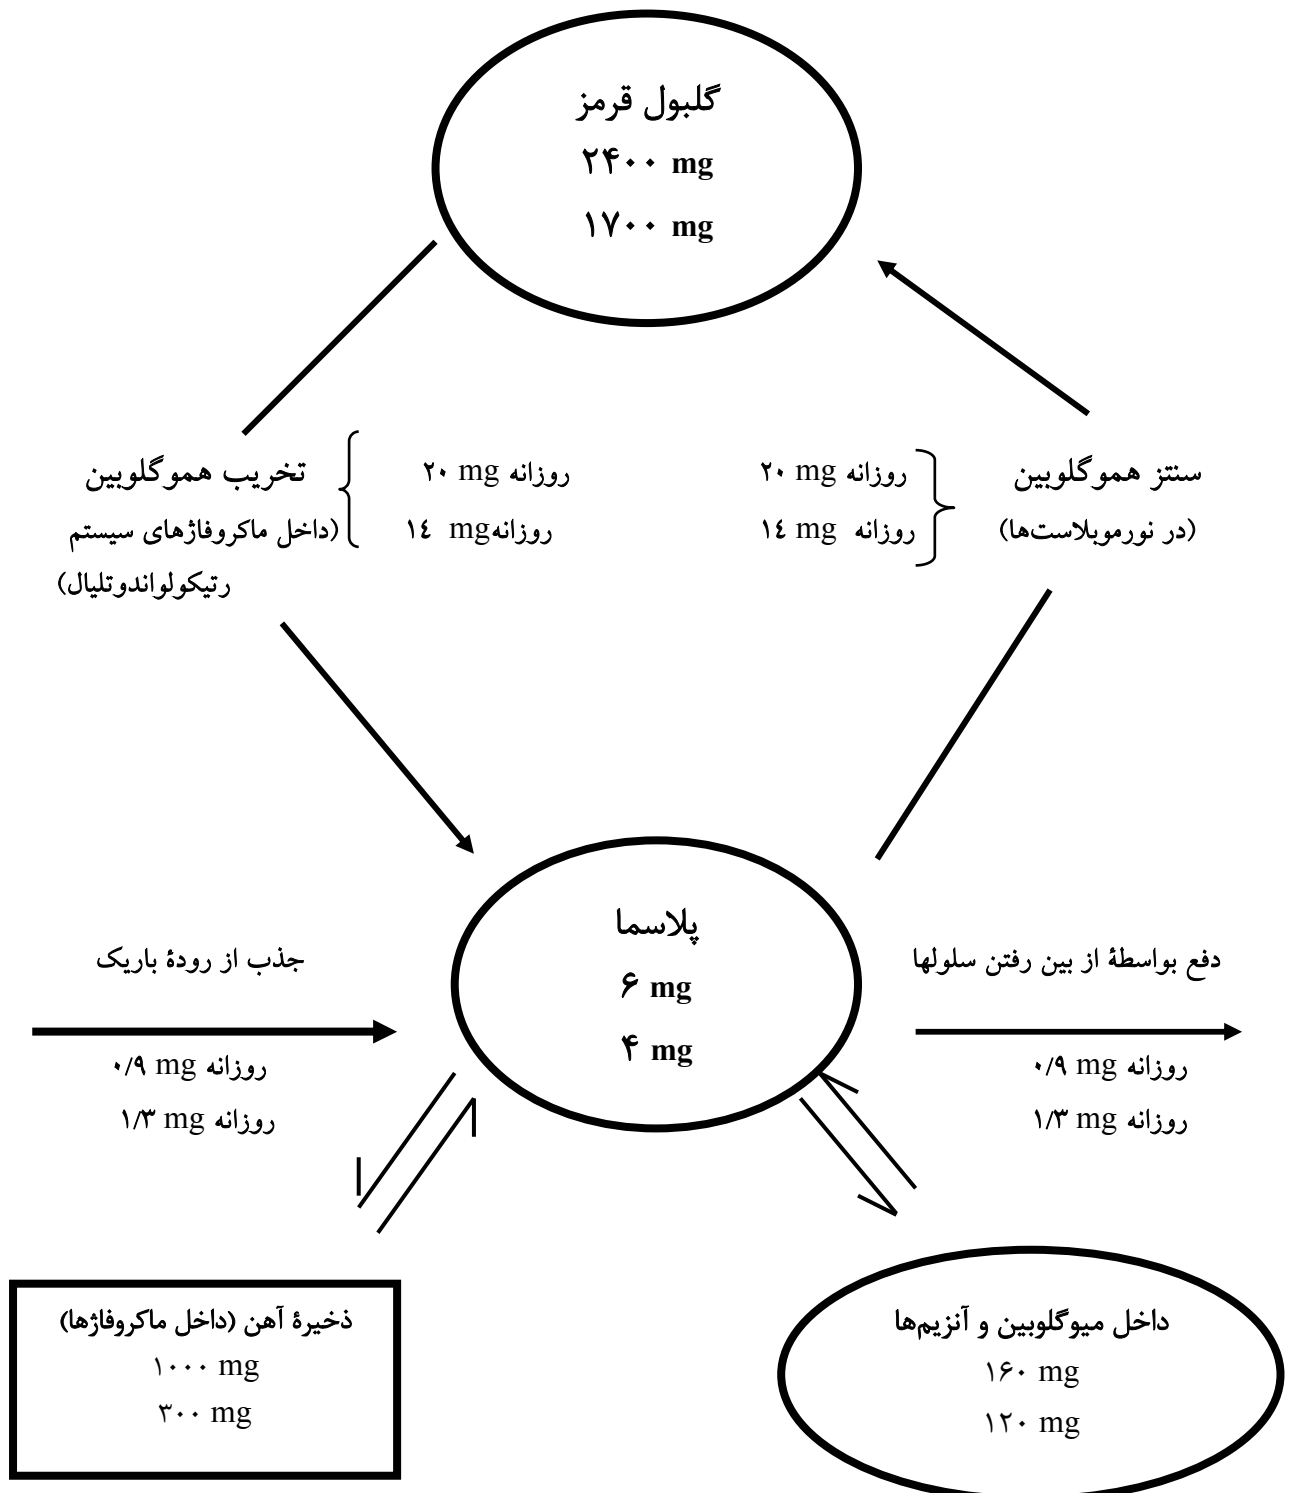 گلبول قرمز
۲۴۰۰ mg
۱۷۰۰ mg
سنتز هموگلوبین
(در نورموبلاست‌ها)
روزانه ۲۰ mg
روزانه ۱٤ mg
روزانه ۲۰ mg
روزانه ۱٤ mg
تخریب هموگلوبین
(داخل ماکروفاژهای سیستم
رتیکولواندوتلیال)
پلاسما
۶ mg
۴ mg
دفع بواسطهٔ از بین رفتن سلولها
روزانه ۰/۹ mg
روزانه ۱/۳ mg
جذب از رودهٔ باریک
روزانه ۰/۹ mg
روزانه ۱/۳ mg
داخل میوگلوبین و آنزیم‌ها
۱۶۰ mg
۱۲۰ mg
ذخیرهٔ آهن (داخل ماکروفاژها)
۱۰۰۰ mg
۳۰۰ mg